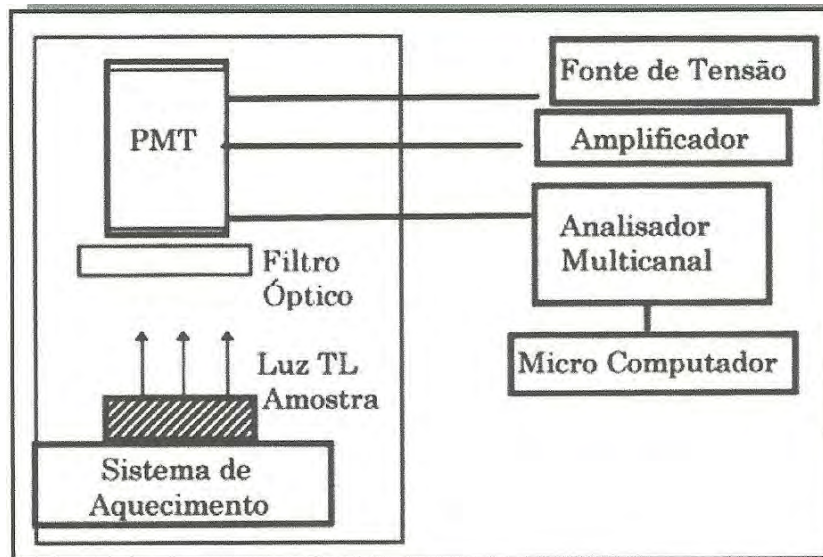 PMT
Filtro
Óptico
Luz TL
Amostra
Sistema de
Aquecimento
Fonte de Tensão
Amplificador
Analisador
Multicanal
Micro Computador